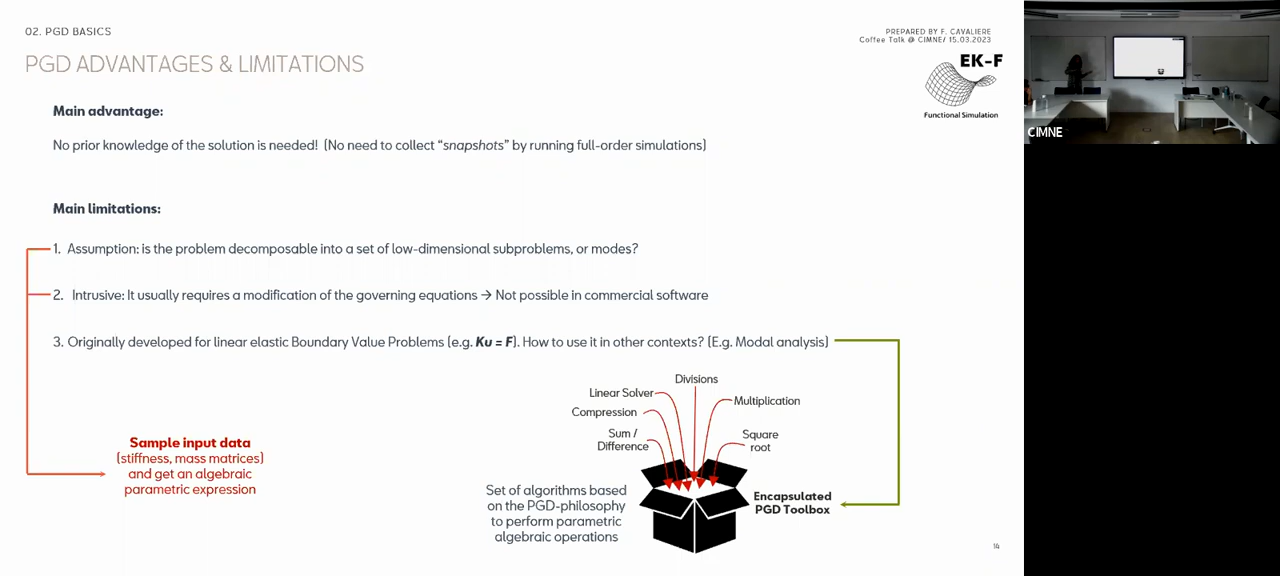 02. PGD BASICS
PREPARED BY F. CAVALIERE
Coffee Talk @ CIMNE/ 15.03.2023
PGD ADVANTAGES & LIMITATIONS
EK-F
Functional Simulation
Main advantage:
No prior knowledge of the solution is needed! (No need to collect “snapshots” by running full-order simulations)
CIMNE
Main limitations:
1. Assumption: is the problem decomposable into a set of low-dimensional subproblems, or modes?
2. Intrusive: It usually requires a modification of the governing equations → Not possible in commercial software
3. Originally developed for linear elastic Boundary Value Problems (e.g. Ku = F). How to use it in other contexts? (E.g. Modal analysis)
Divisions
Linear Solver
Multiplication
Compression
Sum /
Difference
Square
root
Sample input data
(stiffness, mass matrices)
and get an algebraic
parametric expression
Set of algorithms based
on the PGD-philosophy
to perform parametric
algebraic operations
Encapsulated
PGD Toolbox
14